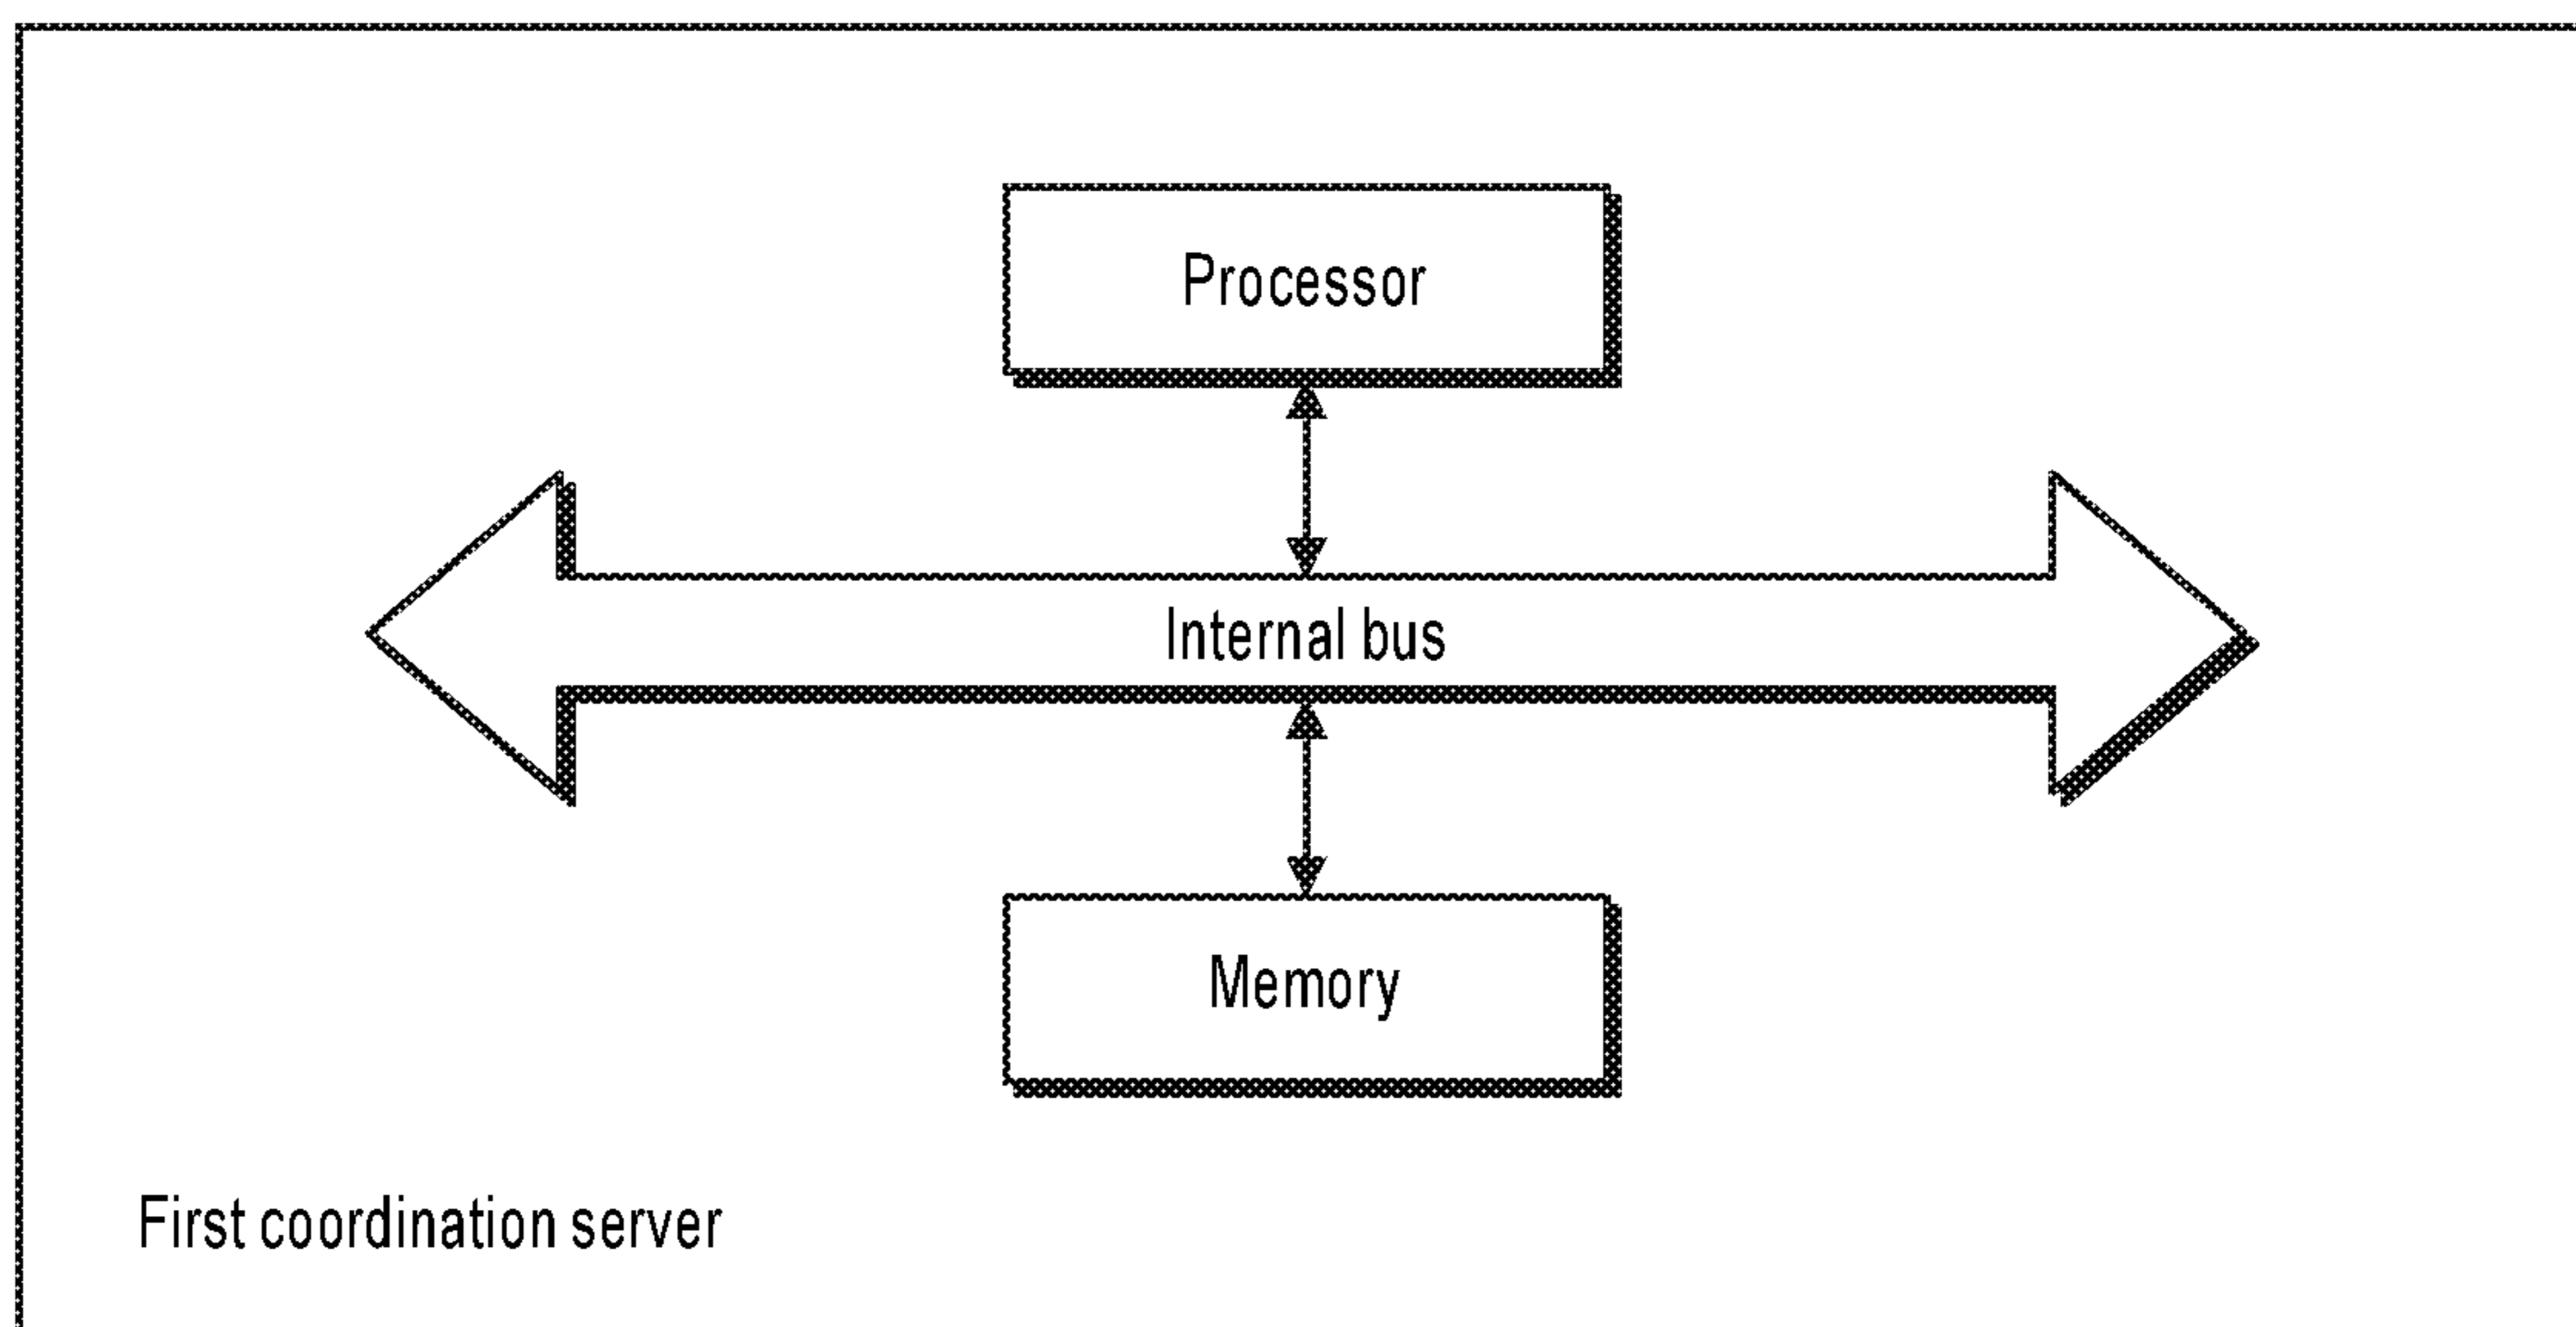 Processor
Internal bus
Memory
First coordination server